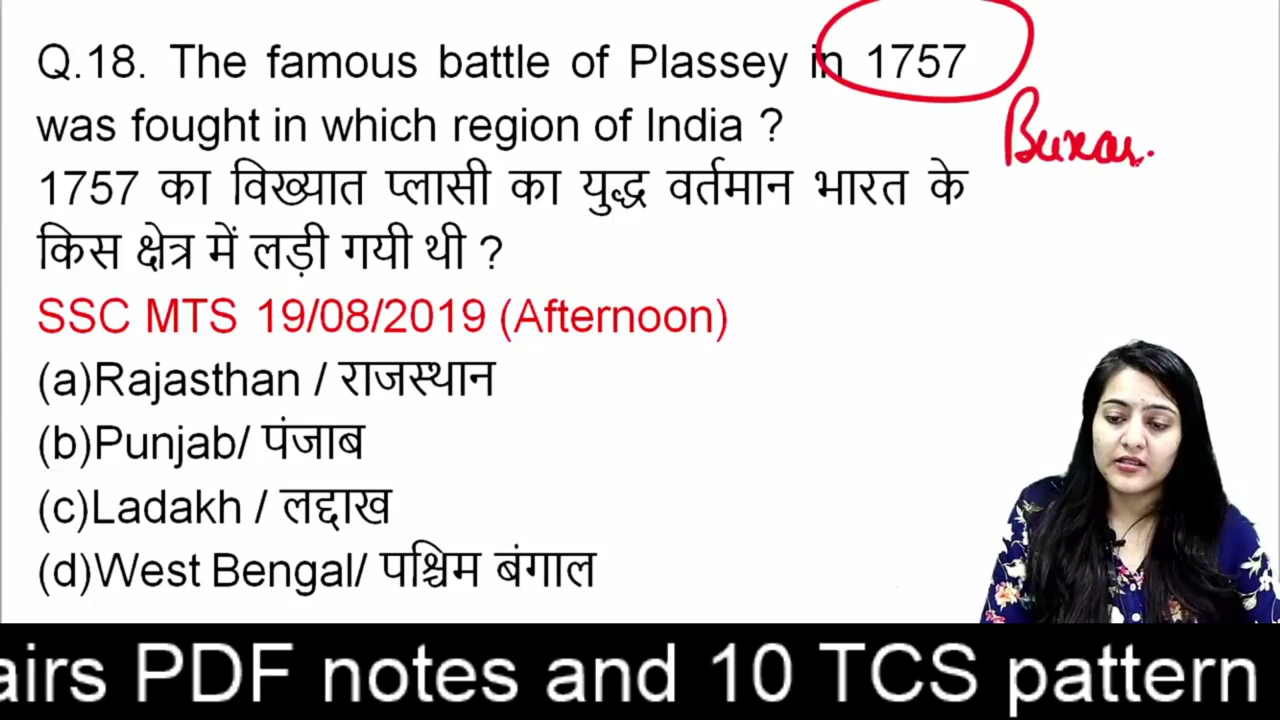 Q.18. The famous battle of Plassey in 1757
was fought in which region of India ?
Buxar.
1757 का विख्यात प्लासी का युद्ध वर्तमान भारत के
किस क्षेत्र में लड़ी गयी थी ?
SSC MTS 19/08/2019 (Afternoon)
(a)Rajasthan / राजस्थान
(b)Punjab/ पंजाब
(c)Ladakh / लद्दाख
(d)West Bengal/ पश्चिम बंगाल
airs PDF notes and 10 TCS pattern